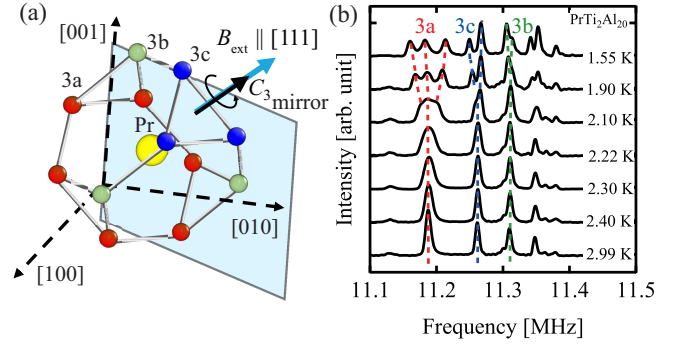 (a)
[001]
3b
3c
B_ext || [111]
3a
C_3
mirror
Pr
[010]
[100]
(b)
3a
3c
3b
PrTi₂Al₂₀
1.55 K
1.90 K
2.10 K
2.22 K
2.30 K
2.40 K
2.99 K
Intensity [arb. unit]
11.1 11.2 11.3 11.4 11.5
Frequency [MHz]